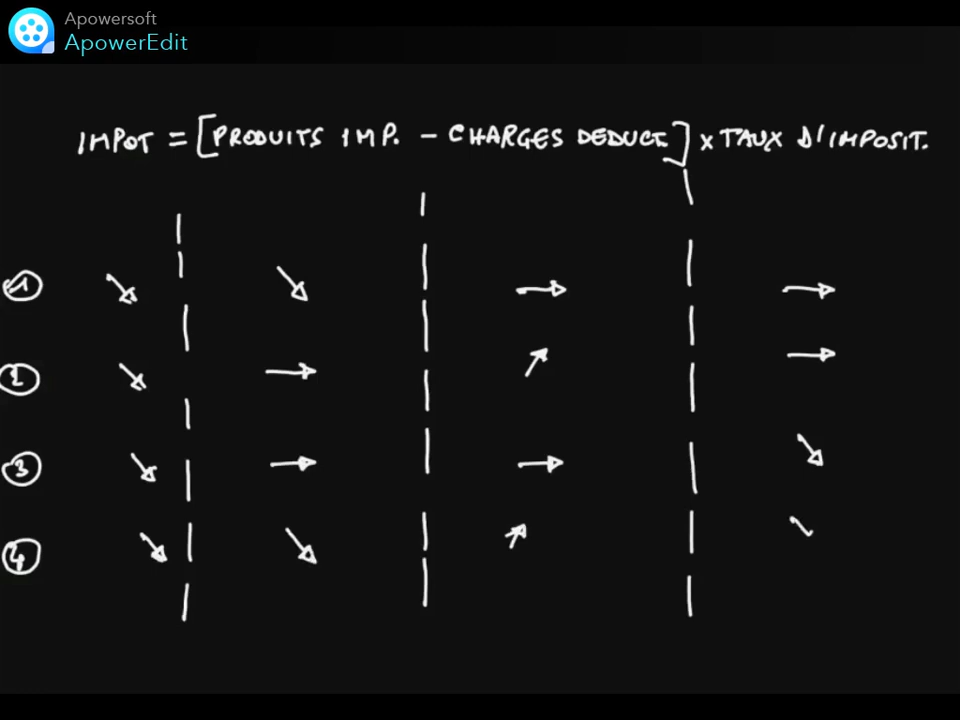 Apowersoft
ApowerEdit
IMPOT = [PRODUITS IMP. - CHARGES DEDUCT] x TAUX D'IMPOSIT.
1 ↘ ↘ → →
2 ↘ → ↗ →
3 ↘ → → ↘
4 ↘ ↘ ↗ \